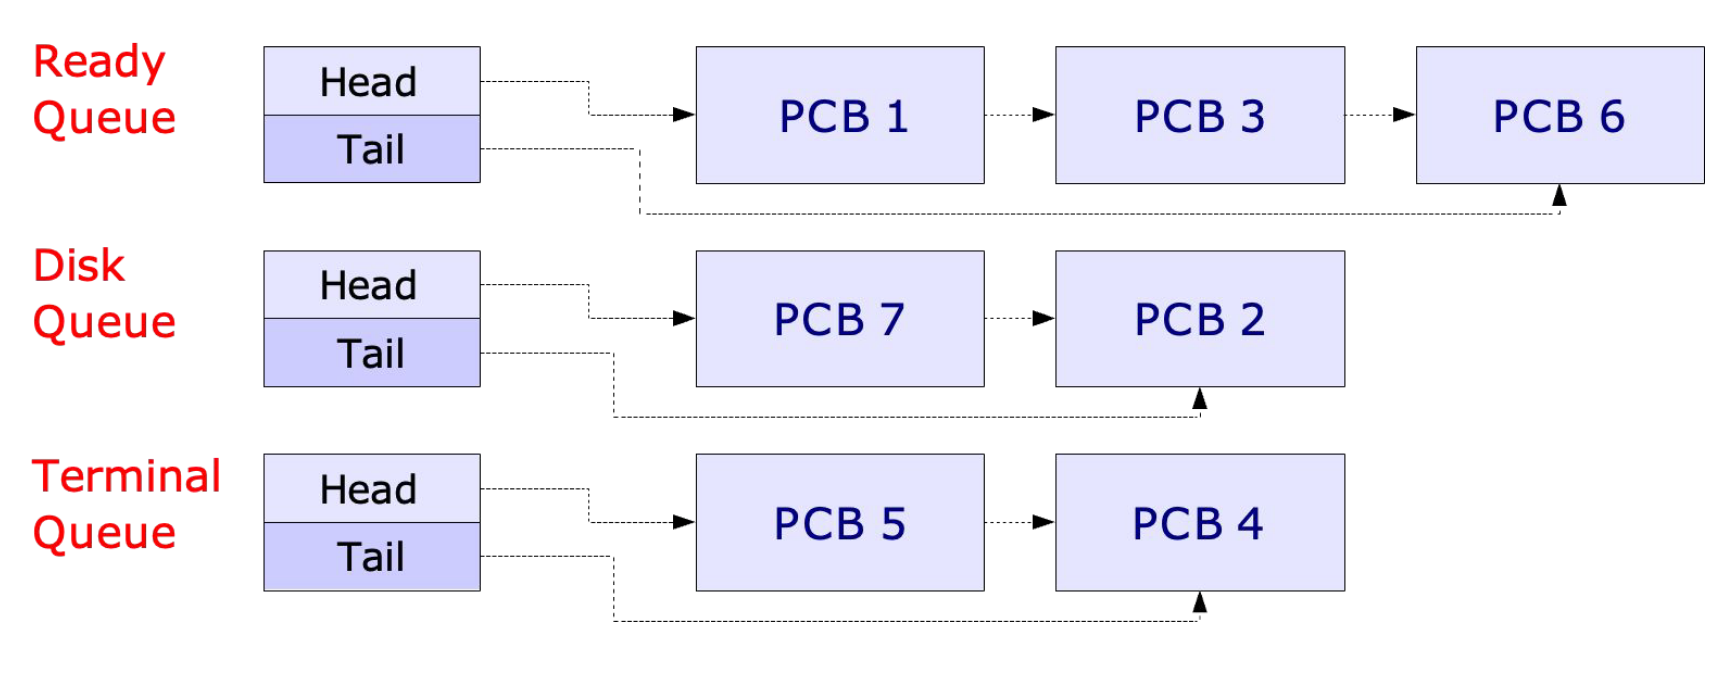 Ready
Queue
Head
Tail
PCB 1
PCB 3
PCB 6
Disk
Queue
Head
Tail
PCB 7
PCB 2
Terminal
Queue
Head
Tail
PCB 5
PCB 4